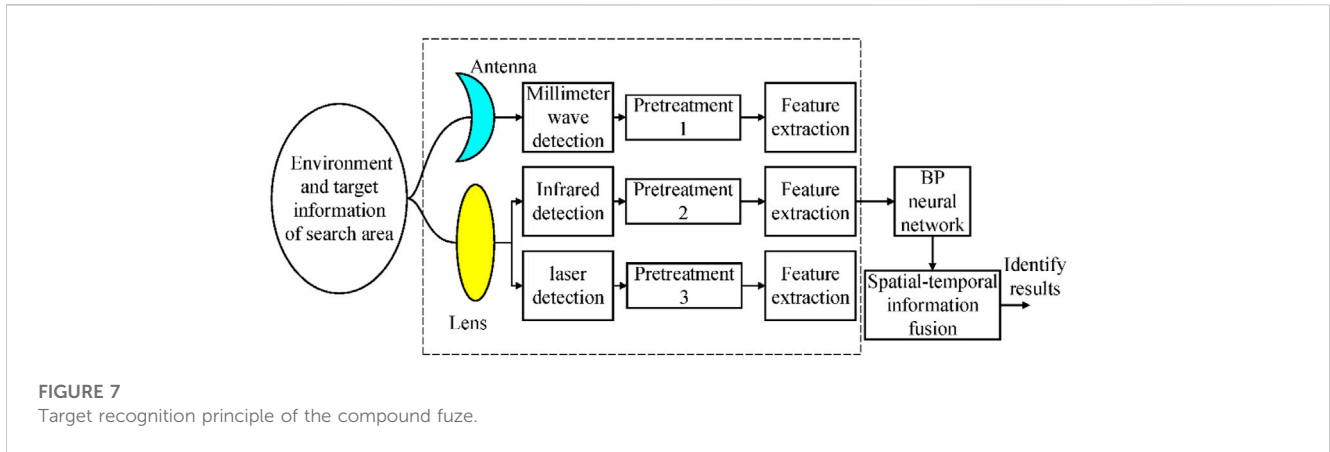 Environment
and target
information
of search area
Antenna
Millimeter
wave
detection
Pretreatment
1
Feature
extraction
Infrared
detection
Pretreatment
2
Feature
extraction
laser
detection
Pretreatment
3
Feature
extraction
Lens
BP
neural
network
Spatial-temporal
information
fusion
Identify
results
FIGURE 7
Target recognition principle of the compound fuze.